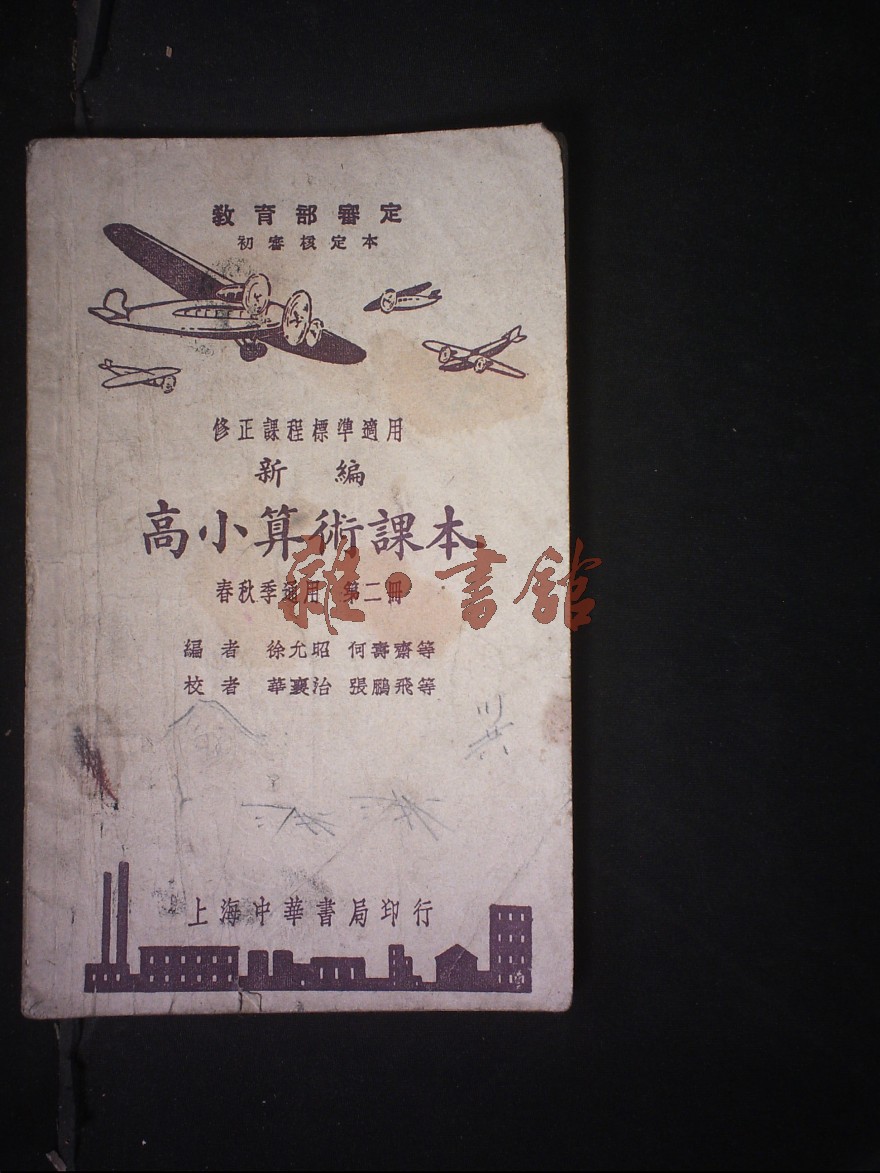 教育部審定
初審核定本
修正課程標準適用
新編
高小算術課本
春秋季通用 第二冊
編者 徐允昭 何壽齋等
校者 華襄治 張鵬飛等
上海中華書局印行
雜·書館